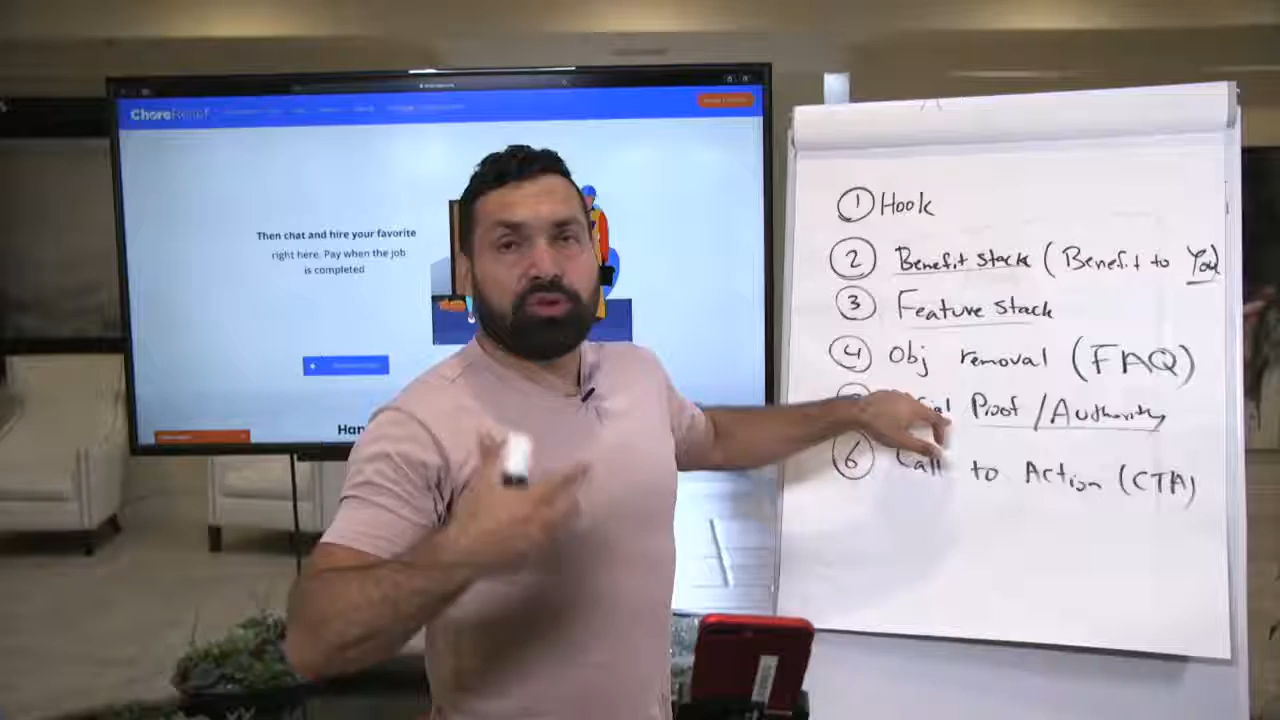 ChoreRelief
Then chat and hire your favorite
right here. Pay when the job
is completed
Han
① Hook
② Benefit stack (Benefit to You)
③ Feature stack
④ Obj removal (FAQ)
Proof / Authority
⑥ Call to Action (CTA)